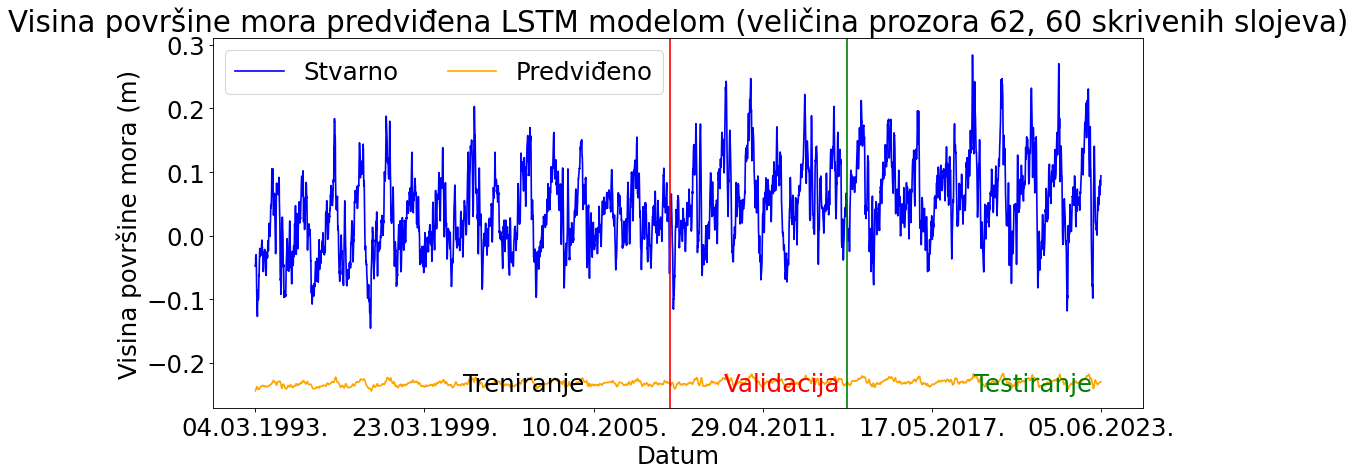 Visina površine mora predviđena LSTM modelom (veličina prozora 62, 60 skrivenih slojeva)
Stvarno
Predviđeno
Visina površine mora (m)
0.3
0.2
0.1
0.0
−0.1
−0.2
Treniranje
Validacija
Testiranje
04.03.1993.
23.03.1999.
10.04.2005.
29.04.2011.
17.05.2017.
05.06.2023.
Datum